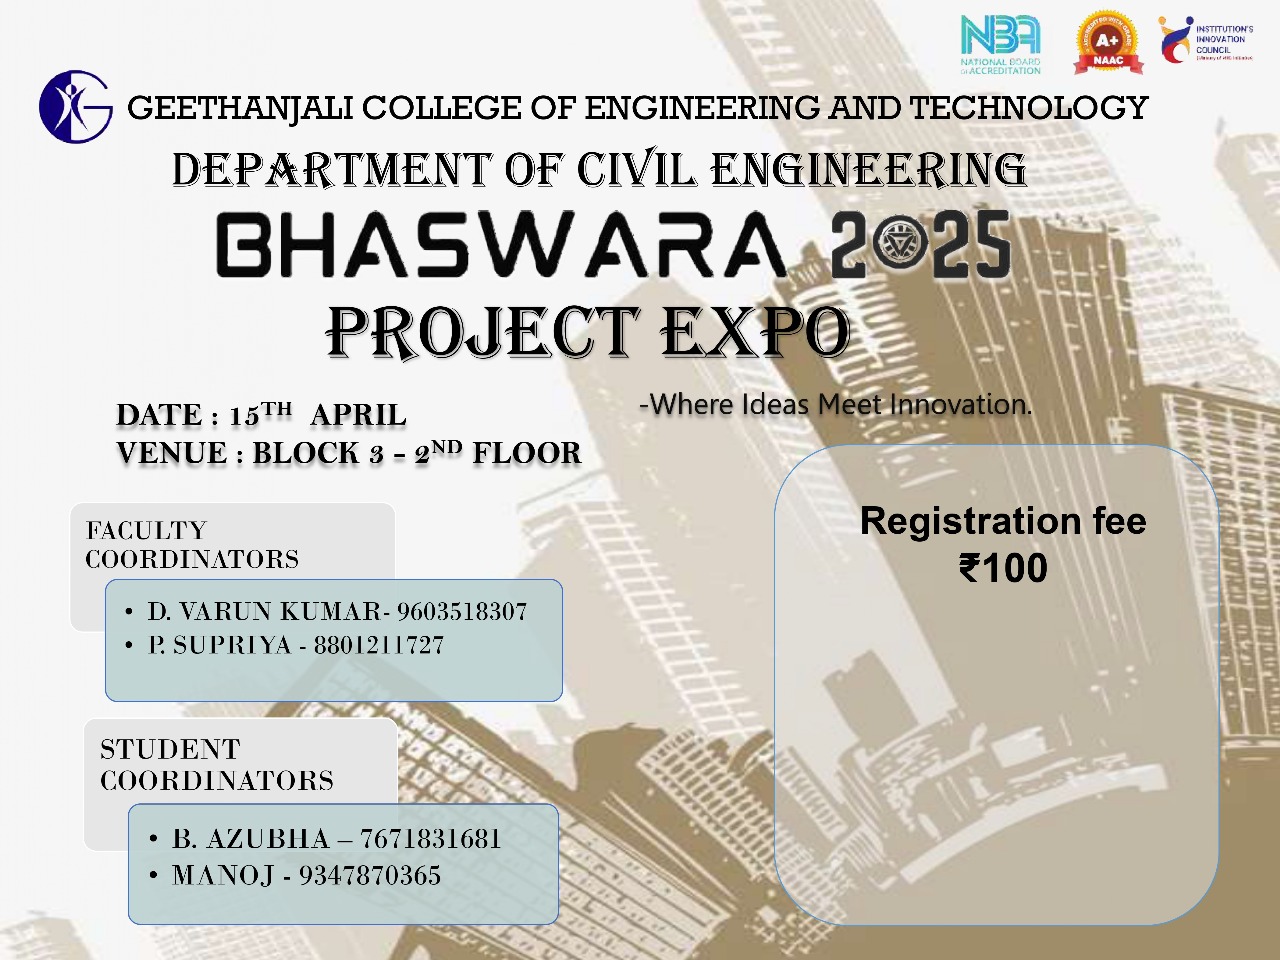 NBA
NATIONAL BOARD
of ACCREDITATION
A+
NAAC
INSTITUTION'S
INNOVATION
COUNCIL
GEETHANJALI COLLEGE OF ENGINEERING AND TECHNOLOGY
DEPARTMENT OF CIVIL ENGINEERING
BHASWARA 2025
PROJECT EXPO
-Where Ideas Meet Innovation.
DATE : 15TH APRIL
VENUE : BLOCK 3 - 2ND FLOOR
FACULTY
COORDINATORS
• D. VARUN KUMAR- 9603518307
• P. SUPRIYA - 8801211727
STUDENT
COORDINATORS
• B. AZUBHA – 7671831681
• MANOJ - 9347870365
Registration fee
₹100